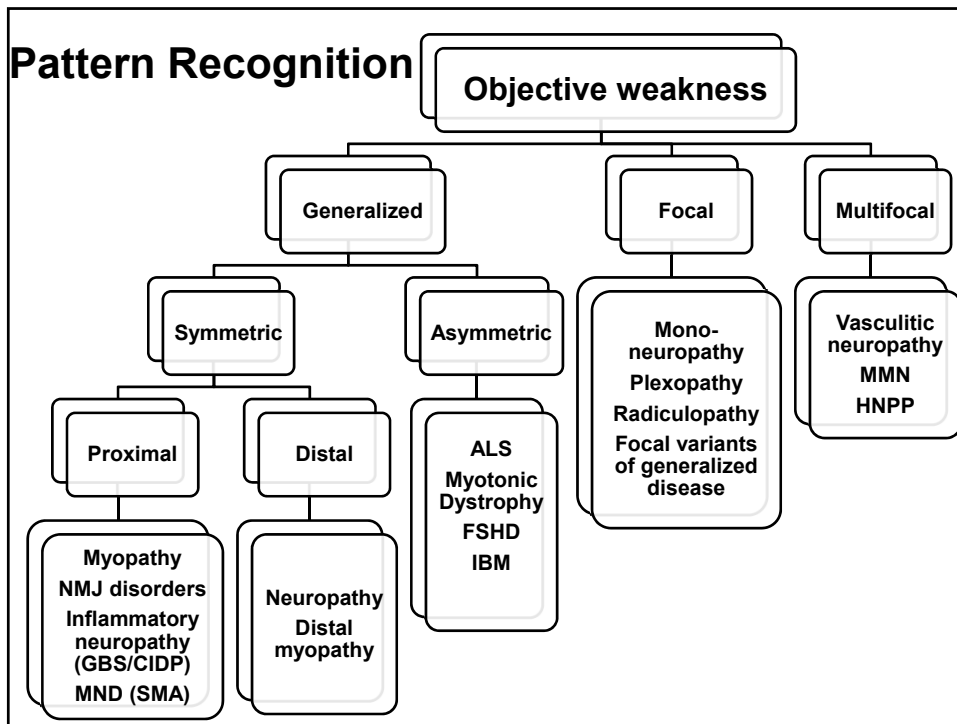 Pattern Recognition
Objective weakness
Generalized
Focal
Multifocal
Symmetric
Asymmetric
Mono-
neuropathy
Plexopathy
Radiculopathy
Focal variants
of generalized
disease
Vasculitic
neuropathy
MMN
HNPP
Proximal
Distal
ALS
Myotonic
Dystrophy
FSHD
IBM
Myopathy
NMJ disorders
Inflammatory
neuropathy
(GBS/CIDP)
MND (SMA)
Neuropathy
Distal
myopathy